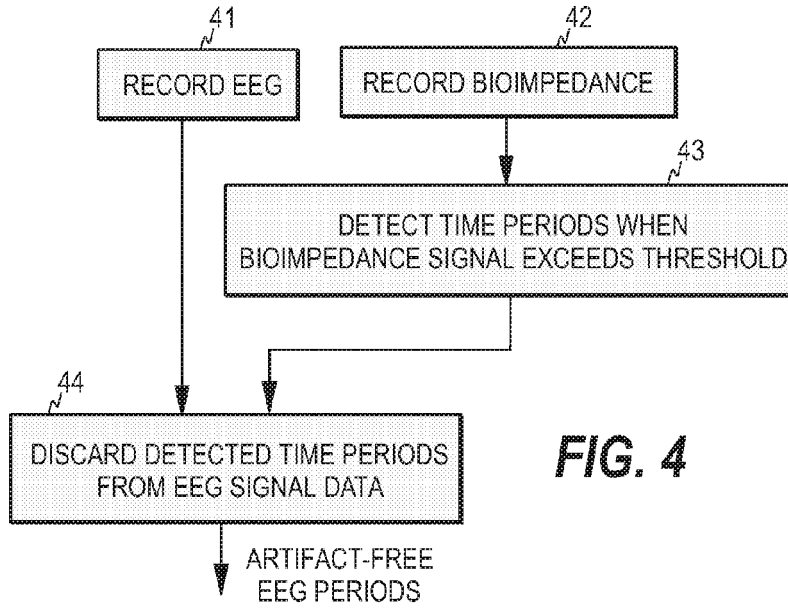 41
RECORD EEG
42
RECORD BIOIMPEDANCE
43
DETECT TIME PERIODS WHEN
BIOIMPEDANCE SIGNAL EXCEEDS THRESHOLD
44
DISCARD DETECTED TIME PERIODS
FROM EEG SIGNAL DATA
FIG. 4
ARTIFACT-FREE
EEG PERIODS